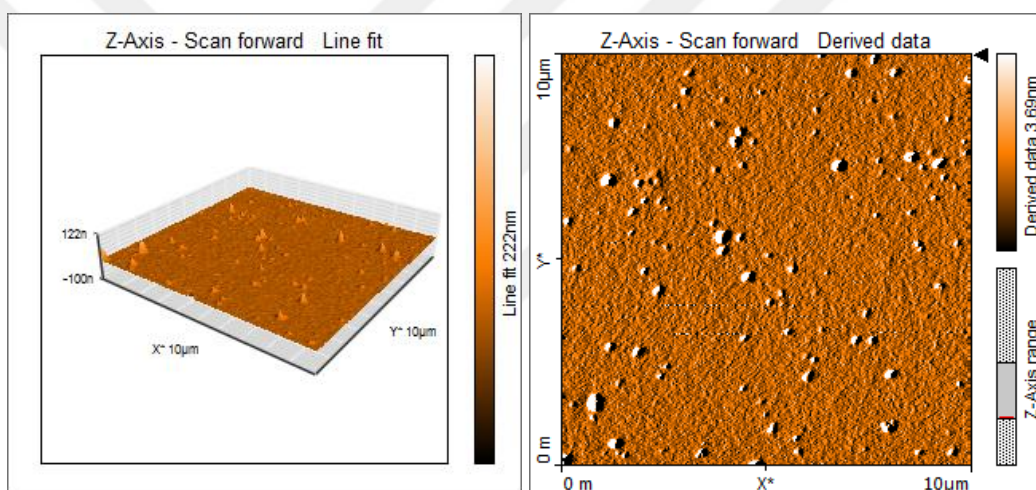 Z-Axis - Scan forward Line fit
122n
-100n
X* 10µm
Y* 10µm
Line fit 222nm
Z-Axis - Scan forward Derived data
10µm
Y*
0 m
0 m
X*
10µm
Derived data 3.69nm
Z-Axis range